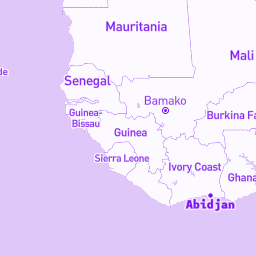 Mauritania
Mali
de
Senegal
Bamako
Guinea-
Bissau
Burkina Fa
Guinea
Sierra Leone
Ivory Coast
Ghana
Abidjan